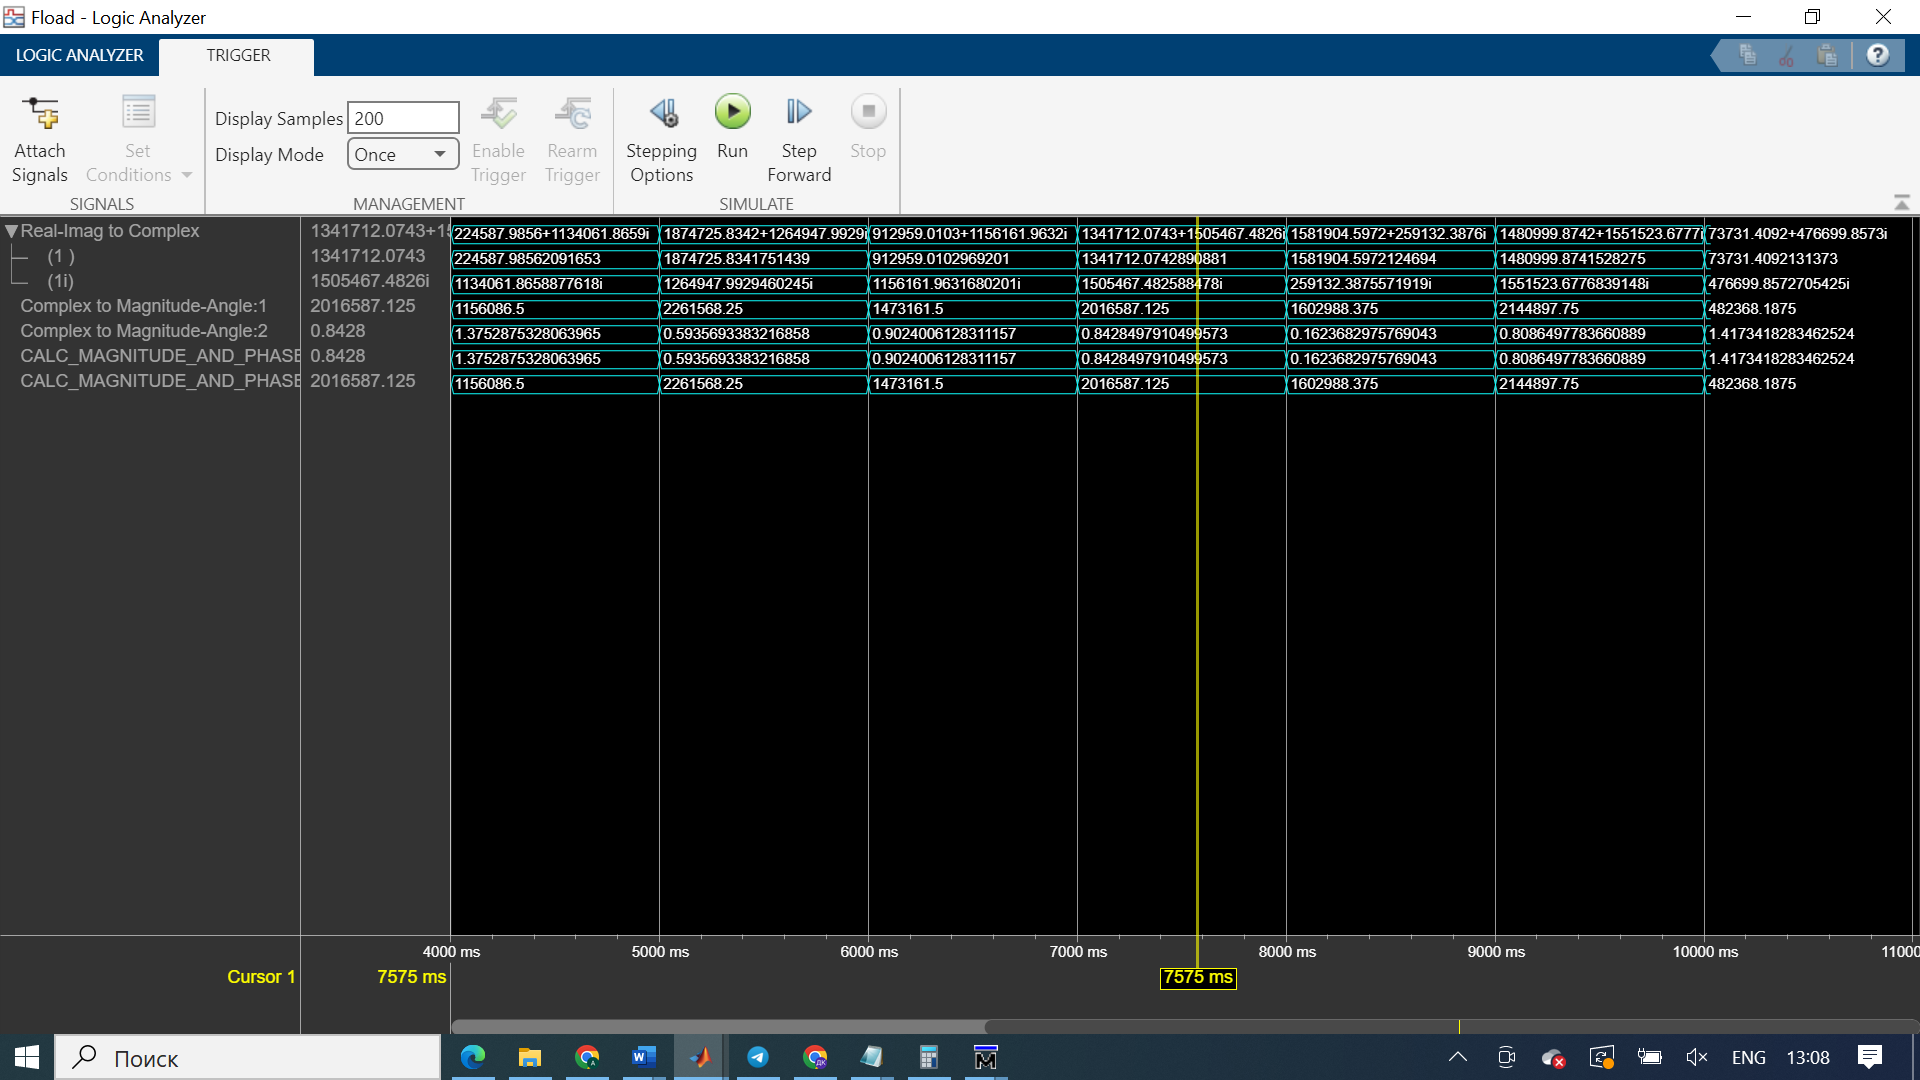 Fload - Logic Analyzer
LOGIC ANALYZER
TRIGGER
Attach Signals
Set Conditions
Display Samples 200
Display Mode Once
Enable Trigger
Rearm Trigger
Stepping Options
Run
Step Forward
Stop
SIGNALS
MANAGEMENT
SIMULATE
Real-Imag to Complex 1341712.0743+1 224587.9856+1134061.8659i 1874725.8342+1264947.9929i 912959.0103+1156161.9632i 1341712.0743+1505467.4826i 1581904.5972+259132.3876i 1480999.8742+1551523.6777i 73731.4092+476699.8573i
(1 ) 1341712.0743 224587.98562091653 1874725.8341751439 912959.0102969201 1341712.0742890881 1581904.5972124694 1480999.8741528275 73731.4092131373
(1i) 1505467.4826i 1134061.8658877618i 1264947.9929460245i 1156161.9631680201i 1505467.482588478i 259132.3875571919i 1551523.6776839148i 476699.8572705425i
Complex to Magnitude-Angle:1 2016587.125 1156086.5 2261568.25 1473161.5 2016587.125 1602988.375 2144897.75 482368.1875
Complex to Magnitude-Angle:2 0.8428 1.3752875328063965 0.5935693383216858 0.9024006128311157 0.8428497910499573 0.1623682975769043 0.8086497783660889 1.4173418283462524
CALC_MAGNITUDE_AND_PHASE 0.8428 1.3752875328063965 0.5935693383216858 0.9024006128311157 0.8428497910499573 0.1623682975769043 0.8086497783660889 1.4173418283462524
CALC_MAGNITUDE_AND_PHASE 2016587.125 1156086.5 2261568.25 1473161.5 2016587.125 1602988.375 2144897.75 482368.1875
4000 ms 5000 ms 6000 ms 7000 ms 8000 ms 9000 ms 10000 ms 11000
Cursor 1 7575 ms 7575 ms
Поиск
ENG 13:08